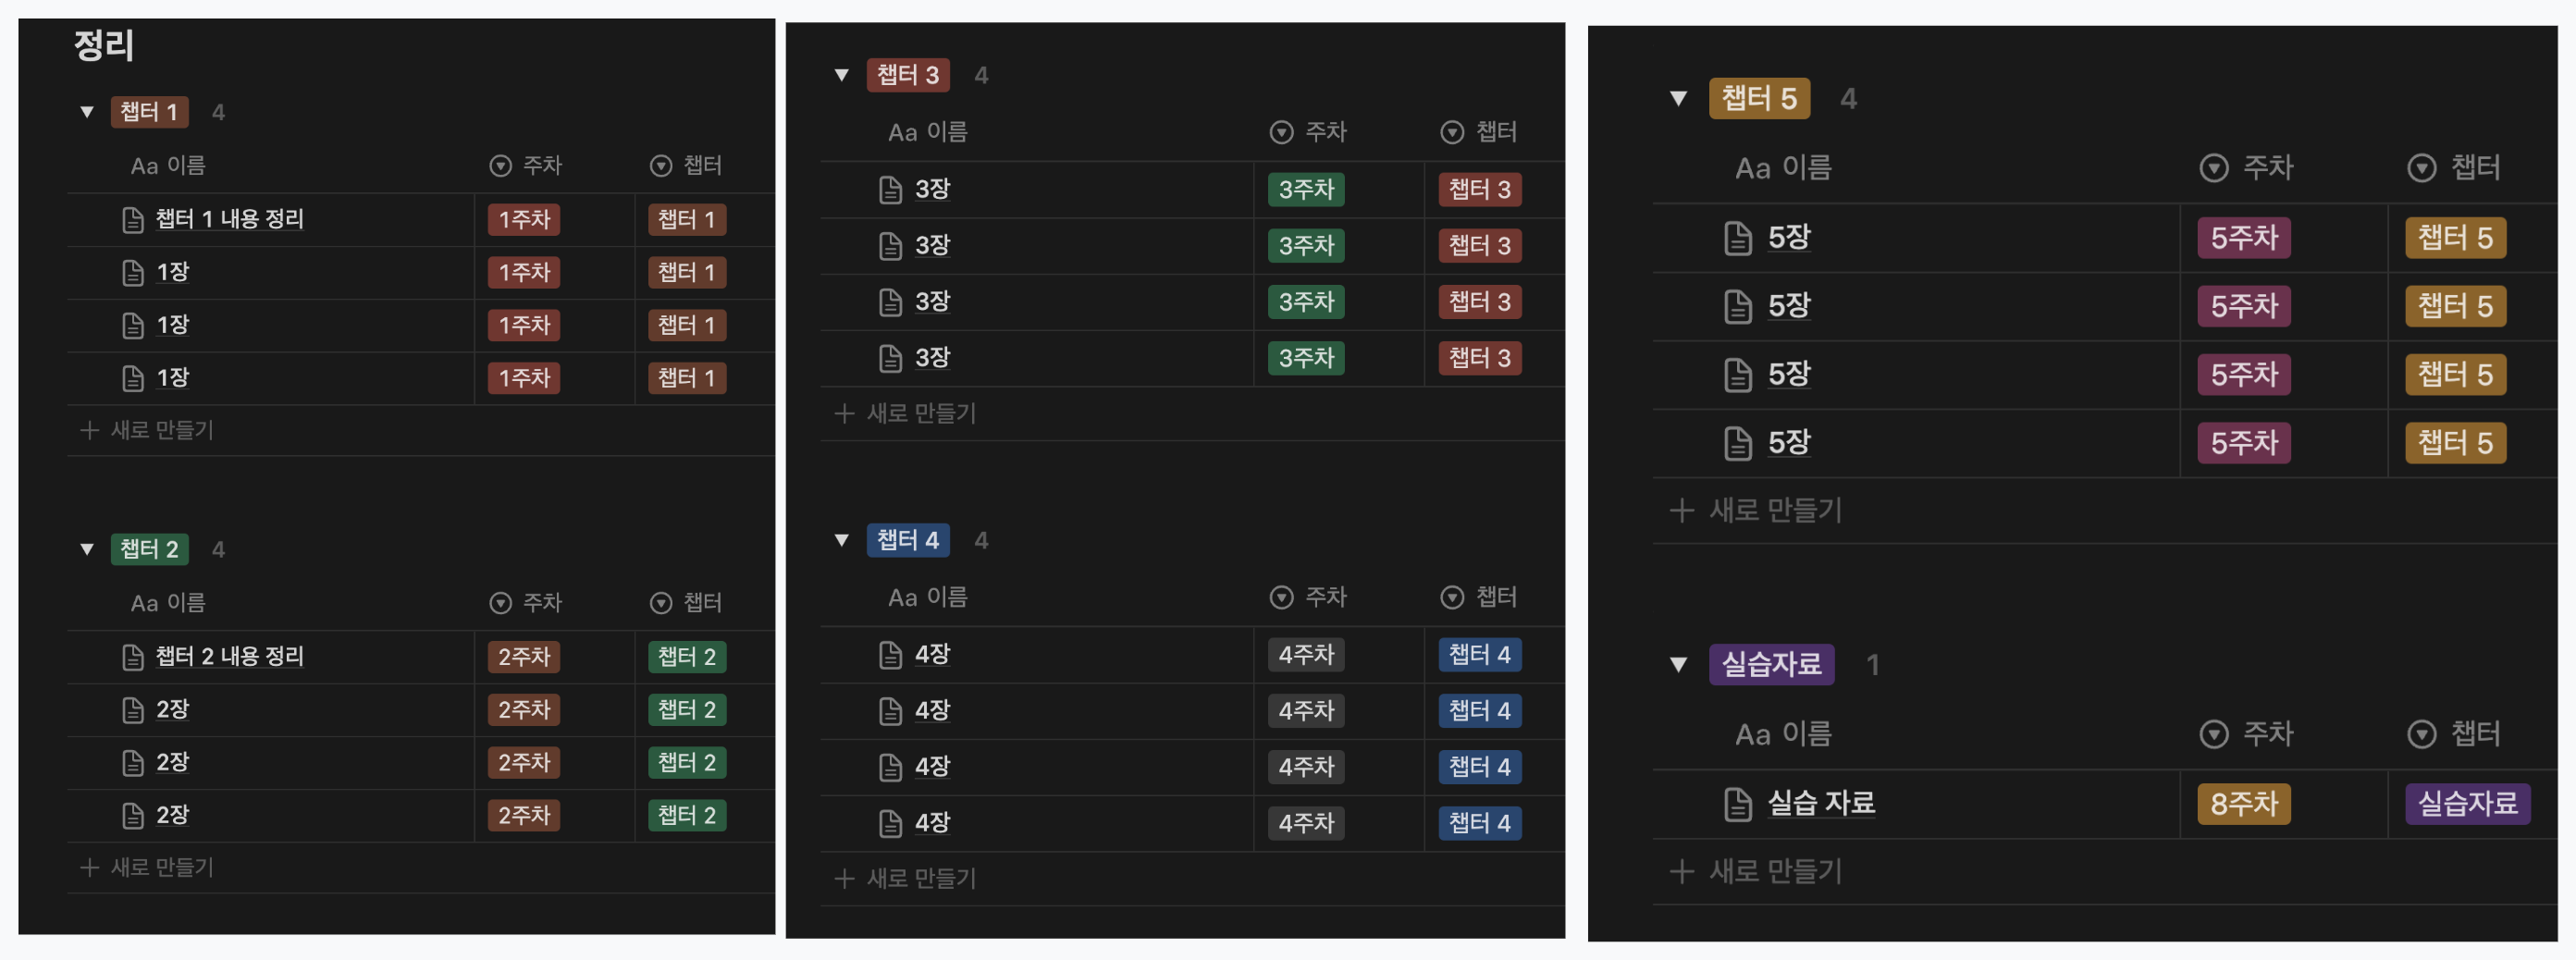 정리
챕터 1 4
Aa 이름 주차 챕터
챕터 1 내용 정리 1주차 챕터 1
1장 1주차 챕터 1
1장 1주차 챕터 1
1장 1주차 챕터 1
+ 새로 만들기
챕터 2 4
Aa 이름 주차 챕터
챕터 2 내용 정리 2주차 챕터 2
2장 2주차 챕터 2
2장 2주차 챕터 2
2장 2주차 챕터 2
+ 새로 만들기
챕터 3 4
Aa 이름 주차 챕터
3장 3주차 챕터 3
3장 3주차 챕터 3
3장 3주차 챕터 3
3장 3주차 챕터 3
+ 새로 만들기
챕터 4 4
Aa 이름 주차 챕터
4장 4주차 챕터 4
4장 4주차 챕터 4
4장 4주차 챕터 4
4장 4주차 챕터 4
+ 새로 만들기
챕터 5 4
Aa 이름 주차 챕터
5장 5주차 챕터 5
5장 5주차 챕터 5
5장 5주차 챕터 5
5장 5주차 챕터 5
+ 새로 만들기
실습자료 1
Aa 이름 주차 챕터
실습 자료 8주차 실습자료
+ 새로 만들기